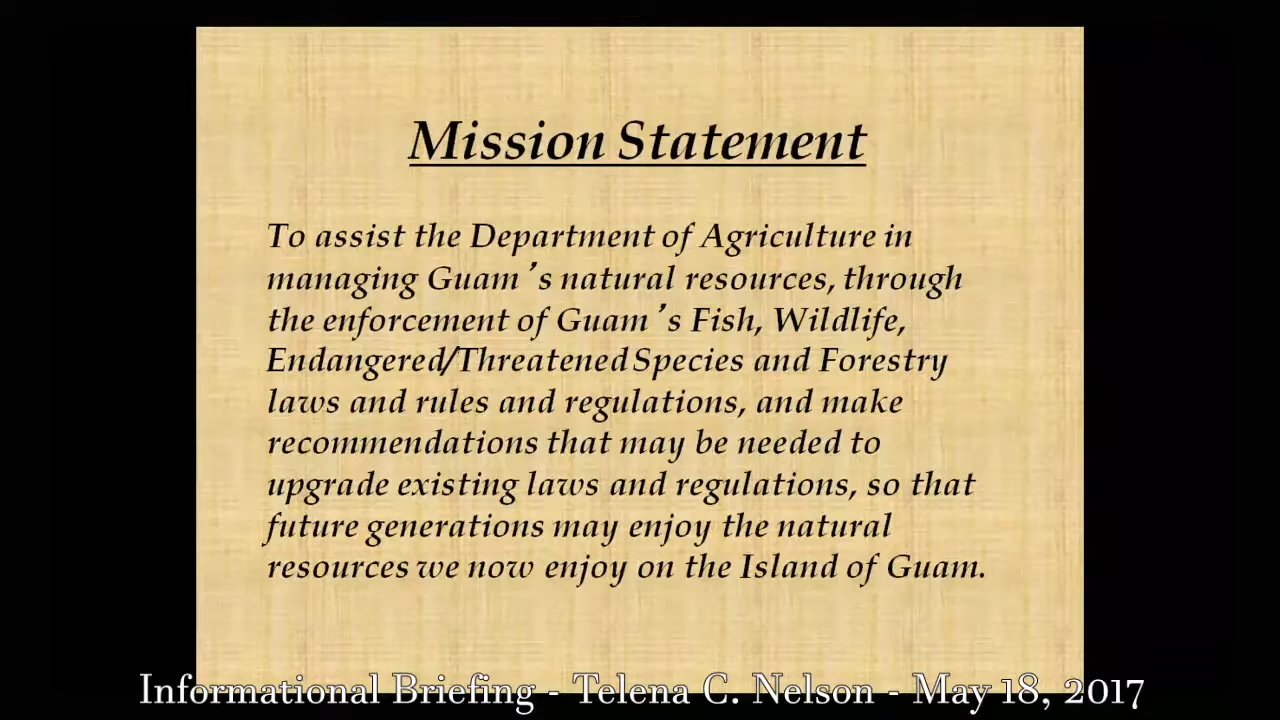 Mission Statement
To assist the Department of Agriculture in
managing Guam's natural resources, through
the enforcement of Guam's Fish, Wildlife,
Endangered/Threatened Species and Forestry
laws and rules and regulations, and make
recommendations that may be needed to
upgrade existing laws and regulations, so that
future generations may enjoy the natural
resources we now enjoy on the Island of Guam.
Informational Briefing - Telena C. Nelson - May 18, 2017